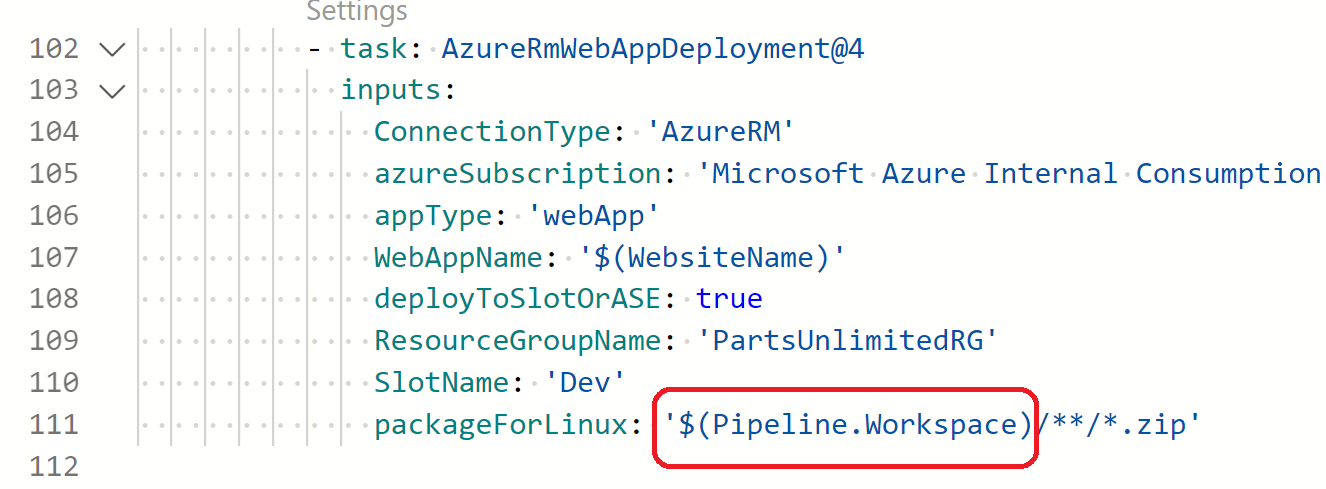 Settings
102 - task: AzureRmWebAppDeployment@4
103 inputs:
104 ConnectionType: 'AzureRM'
105 azureSubscription: 'Microsoft Azure Internal Consumption
106 appType: 'webApp'
107 WebAppName: '$(WebsiteName)'
108 deployToSlotOrASE: true
109 ResourceGroupName: 'PartsUnlimitedRG'
110 SlotName: 'Dev'
111 packageForLinux: '$(Pipeline.Workspace)/**/*.zip'
112